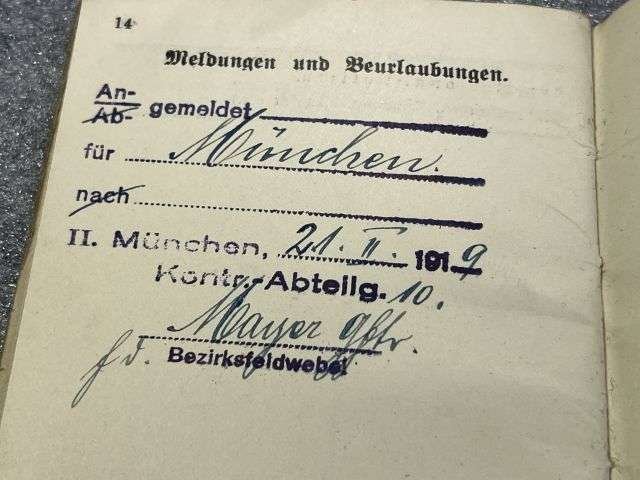 14
Meldungen und Beurlaubungen.
An-
Ab- gemeldet
für München.
nach
II. München, 21. II. 1919
Kontr.-Abteilg. 10.
Mayer Gftr.
f. d. Bezirksfeldwebel